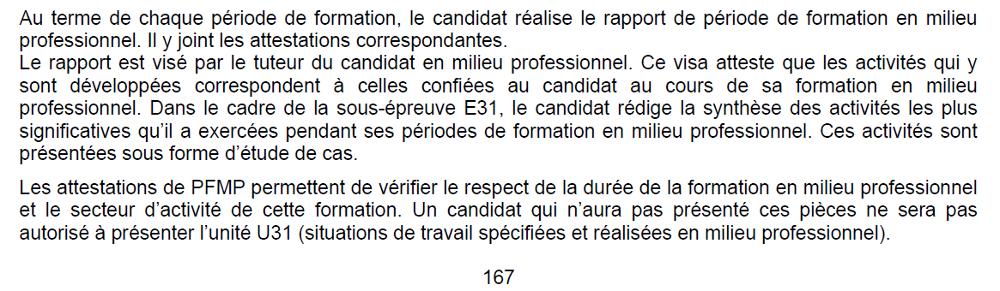 Au terme de chaque période de formation, le candidat réalise le rapport de période de formation en milieu
professionnel. Il y joint les attestations correspondantes.
Le rapport est visé par le tuteur du candidat en milieu professionnel. Ce visa atteste que les activités qui y
sont développées correspondent à celles confiées au candidat au cours de sa formation en milieu
professionnel. Dans le cadre de la sous-épreuve E31, le candidat rédige la synthèse des activités les plus
significatives qu’il a exercées pendant ses périodes de formation en milieu professionnel. Ces activités sont
présentées sous forme d’étude de cas.
Les attestations de PFMP permettent de vérifier le respect de la durée de la formation en milieu professionnel
et le secteur d’activité de cette formation. Un candidat qui n’aura pas présenté ces pièces ne sera pas
autorisé à présenter l’unité U31 (situations de travail spécifiées et réalisées en milieu professionnel).
167